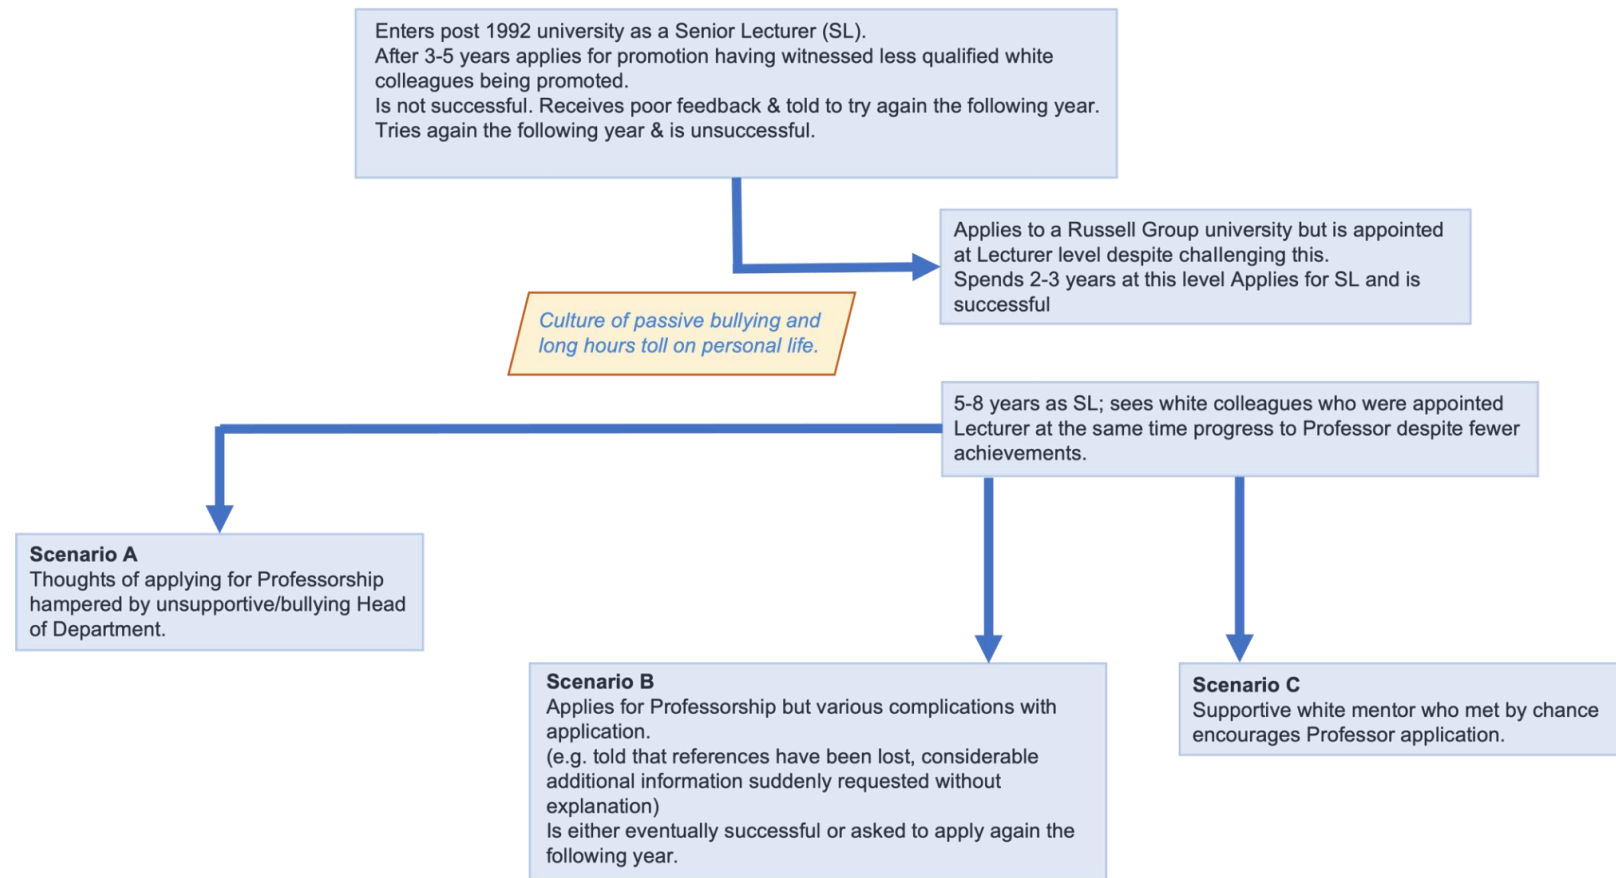 Enters post 1992 university as a Senior Lecturer (SL).
After 3-5 years applies for promotion having witnessed less qualified white
colleagues being promoted.
Is not successful. Receives poor feedback & told to try again the following year.
Tries again the following year & is unsuccessful.
Applies to a Russell Group university but is appointed
at Lecturer level despite challenging this.
Spends 2-3 years at this level Applies for SL and is
successful
Culture of passive bullying and
long hours toll on personal life.
5-8 years as SL; sees white colleagues who were appointed
Lecturer at the same time progress to Professor despite fewer
achievements.
Scenario A
Thoughts of applying for Professorship
hampered by unsupportive/bullying Head
of Department.
Scenario B
Applies for Professorship but various complications with
application.
(e.g. told that references have been lost, considerable
additional information suddenly requested without
explanation)
Is either eventually successful or asked to apply again the
following year.
Scenario C
Supportive white mentor who met by chance
encourages Professor application.